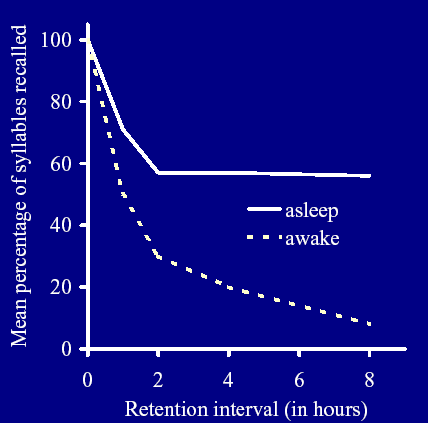 Mean percentage of syllables recalled
100
80
60
40
20
0
asleep
awake
0 2 4 6 8
Retention interval (in hours)